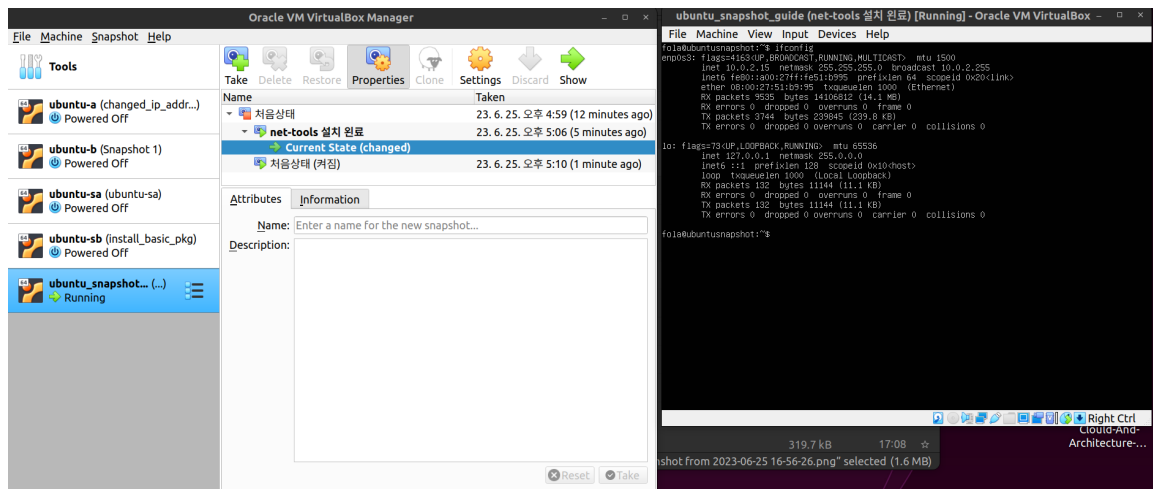 Oracle VM VirtualBox Manager
File Machine Snapshot Help
Tools
ubuntu-a (changed_ip_addr...)
Powered Off
ubuntu-b (Snapshot 1)
Powered Off
ubuntu-sa (ubuntu-sa)
Powered Off
ubuntu-sb (install_basic_pkg)
Powered Off
ubuntu_snapshot... (...)
Running
Take Delete Restore Properties Clone Settings Discard Show
Name Taken
처음상태 23. 6. 25. 오후 4:59 (12 minutes ago)
net-tools 설치 왼료 23. 6. 25. 오후 5:06 (5 minutes ago)
Current State (changed)
처음상태 (켜짐) 23. 6. 25. 오후 5:10 (1 minute ago)
Attributes Information
Name: Enter a name for the new snapshot...
Description:
Reset Take
ubuntu_snapshot_guide (net-tools 설치 왼료) [Running] - Oracle VM VirtualBox
File Machine View Input Devices Help
fola@ubuntusnapshot:~$ ifconfig
enp0s3: flags=4163<UP,BROADCAST,RUNNING,MULTICAST> mtu 1500
inet 10.0.2.15 netmask 255.255.255.0 broadcast 10.0.2.255
inet6 fe80::a00:27ff:fe51:b995 prefixlen 64 scopeid 0x20<link>
ether 08:00:27:51:b9:95 txqueuelen 1000 (Ethernet)
RX packets 9535 bytes 14106812 (14.1 MB)
RX errors 0 dropped 0 overruns 0 frame 0
TX packets 3744 bytes 239845 (239.8 KB)
TX errors 0 dropped 0 overruns 0 carrier 0 collisions 0
lo: flags=73<UP,LOOPBACK,RUNNING> mtu 65536
inet 127.0.0.1 netmask 255.0.0.0
inet6 ::1 prefixlen 128 scopeid 0x10<host>
loop txqueuelen 1000 (Local Loopback)
RX packets 132 bytes 11144 (11.1 KB)
RX errors 0 dropped 0 overruns 0 frame 0
TX packets 132 bytes 11144 (11.1 KB)
TX errors 0 dropped 0 overruns 0 carrier 0 collisions 0
fola@ubuntusnapshot:~$
Right Ctrl
319.7 kB 17:08
shot from 2023-06-25 16-56-26.png" selected (1.6 MB)
Clould-And-
Architecture-...